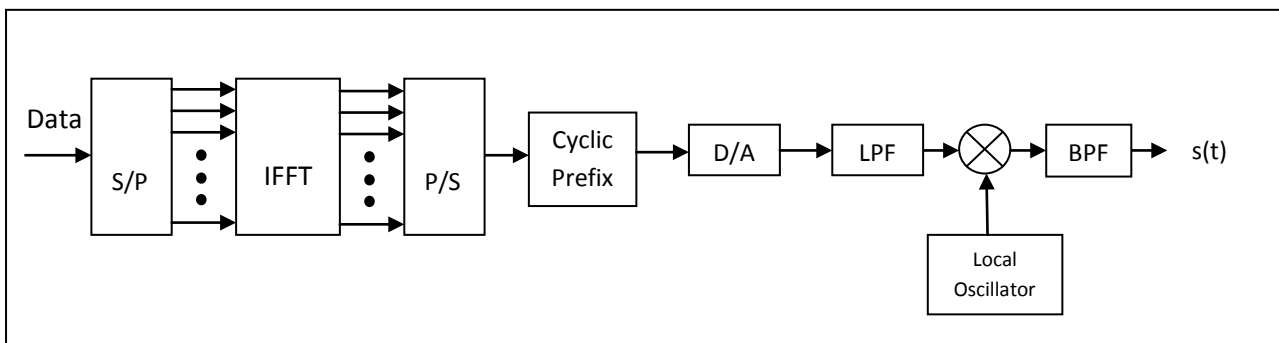 Data
S/P
IFFT
P/S
Cyclic
Prefix
D/A
LPF
BPF
s(t)
Local
Oscillator